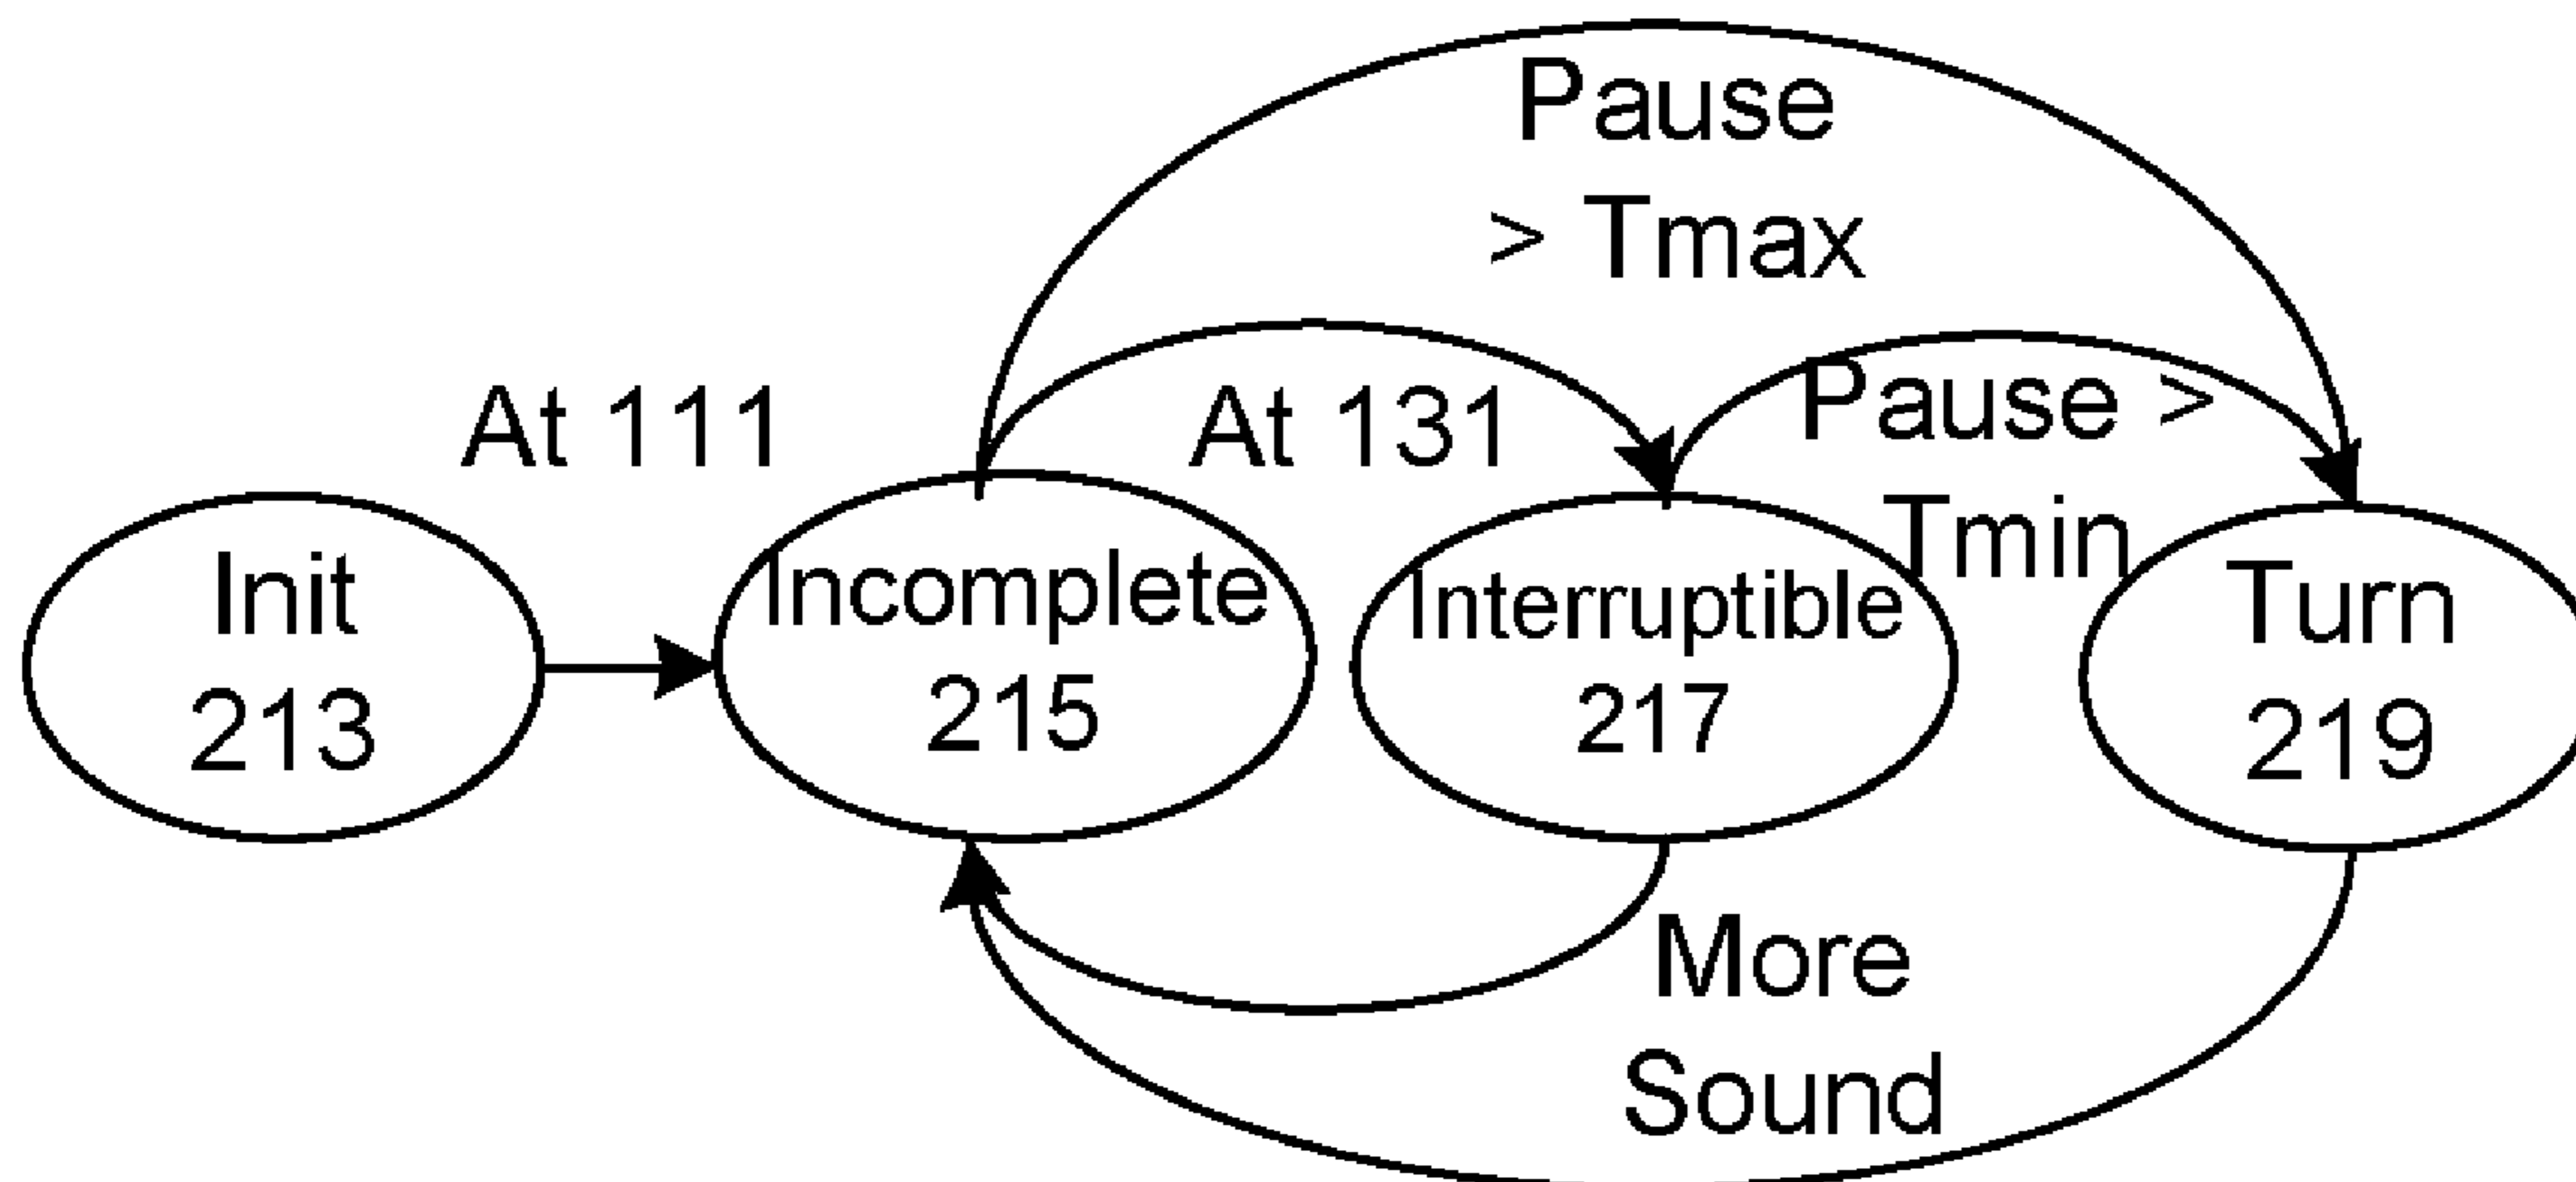 Pause
> Tmax
At 111
At 131
Pause >
Tmin
Init
213
Incomplete
215
Interruptible
217
Turn
219
More
Sound